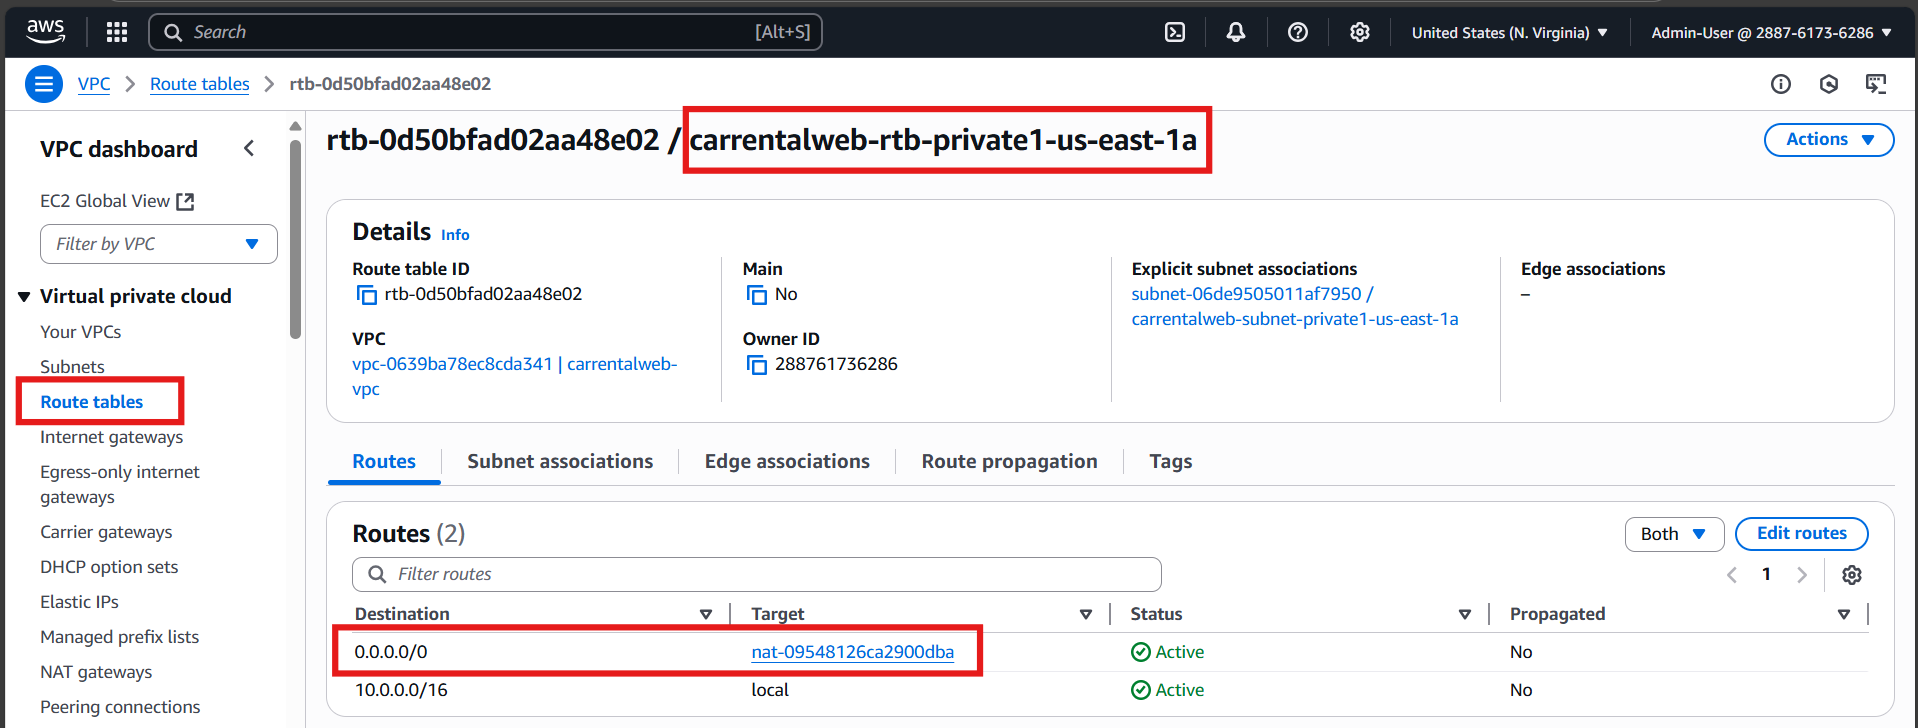 aws
Search [Alt+S] United States (N. Virginia) Admin-User @ 2887-6173-6286
VPC Route tables rtb-0d50bfad02aa48e02
VPC dashboard
EC2 Global View
Filter by VPC
Virtual private cloud
Your VPCs
Subnets
Route tables
Internet gateways
Egress-only internet
gateways
Carrier gateways
DHCP option sets
Elastic IPs
Managed prefix lists
NAT gateways
Peering connections
rtb-0d50bfad02aa48e02 / carrentalweb-rtb-private1-us-east-1a
Actions
Details Info
Route table ID
rtb-0d50bfad02aa48e02
VPC
vpc-0639ba78ec8cda341 | carrentalweb-
vpc
Main
No
Owner ID
288761736286
Explicit subnet associations
subnet-06de9505011af7950 /
carrentalweb-subnet-private1-us-east-1a
Edge associations
–
Routes Subnet associations Edge associations Route propagation Tags
Routes (2)
Both Edit routes
Filter routes
1
Destination Target Status Propagated
0.0.0.0/0 nat-09548126ca2900dba Active No
10.0.0.0/16 local Active No